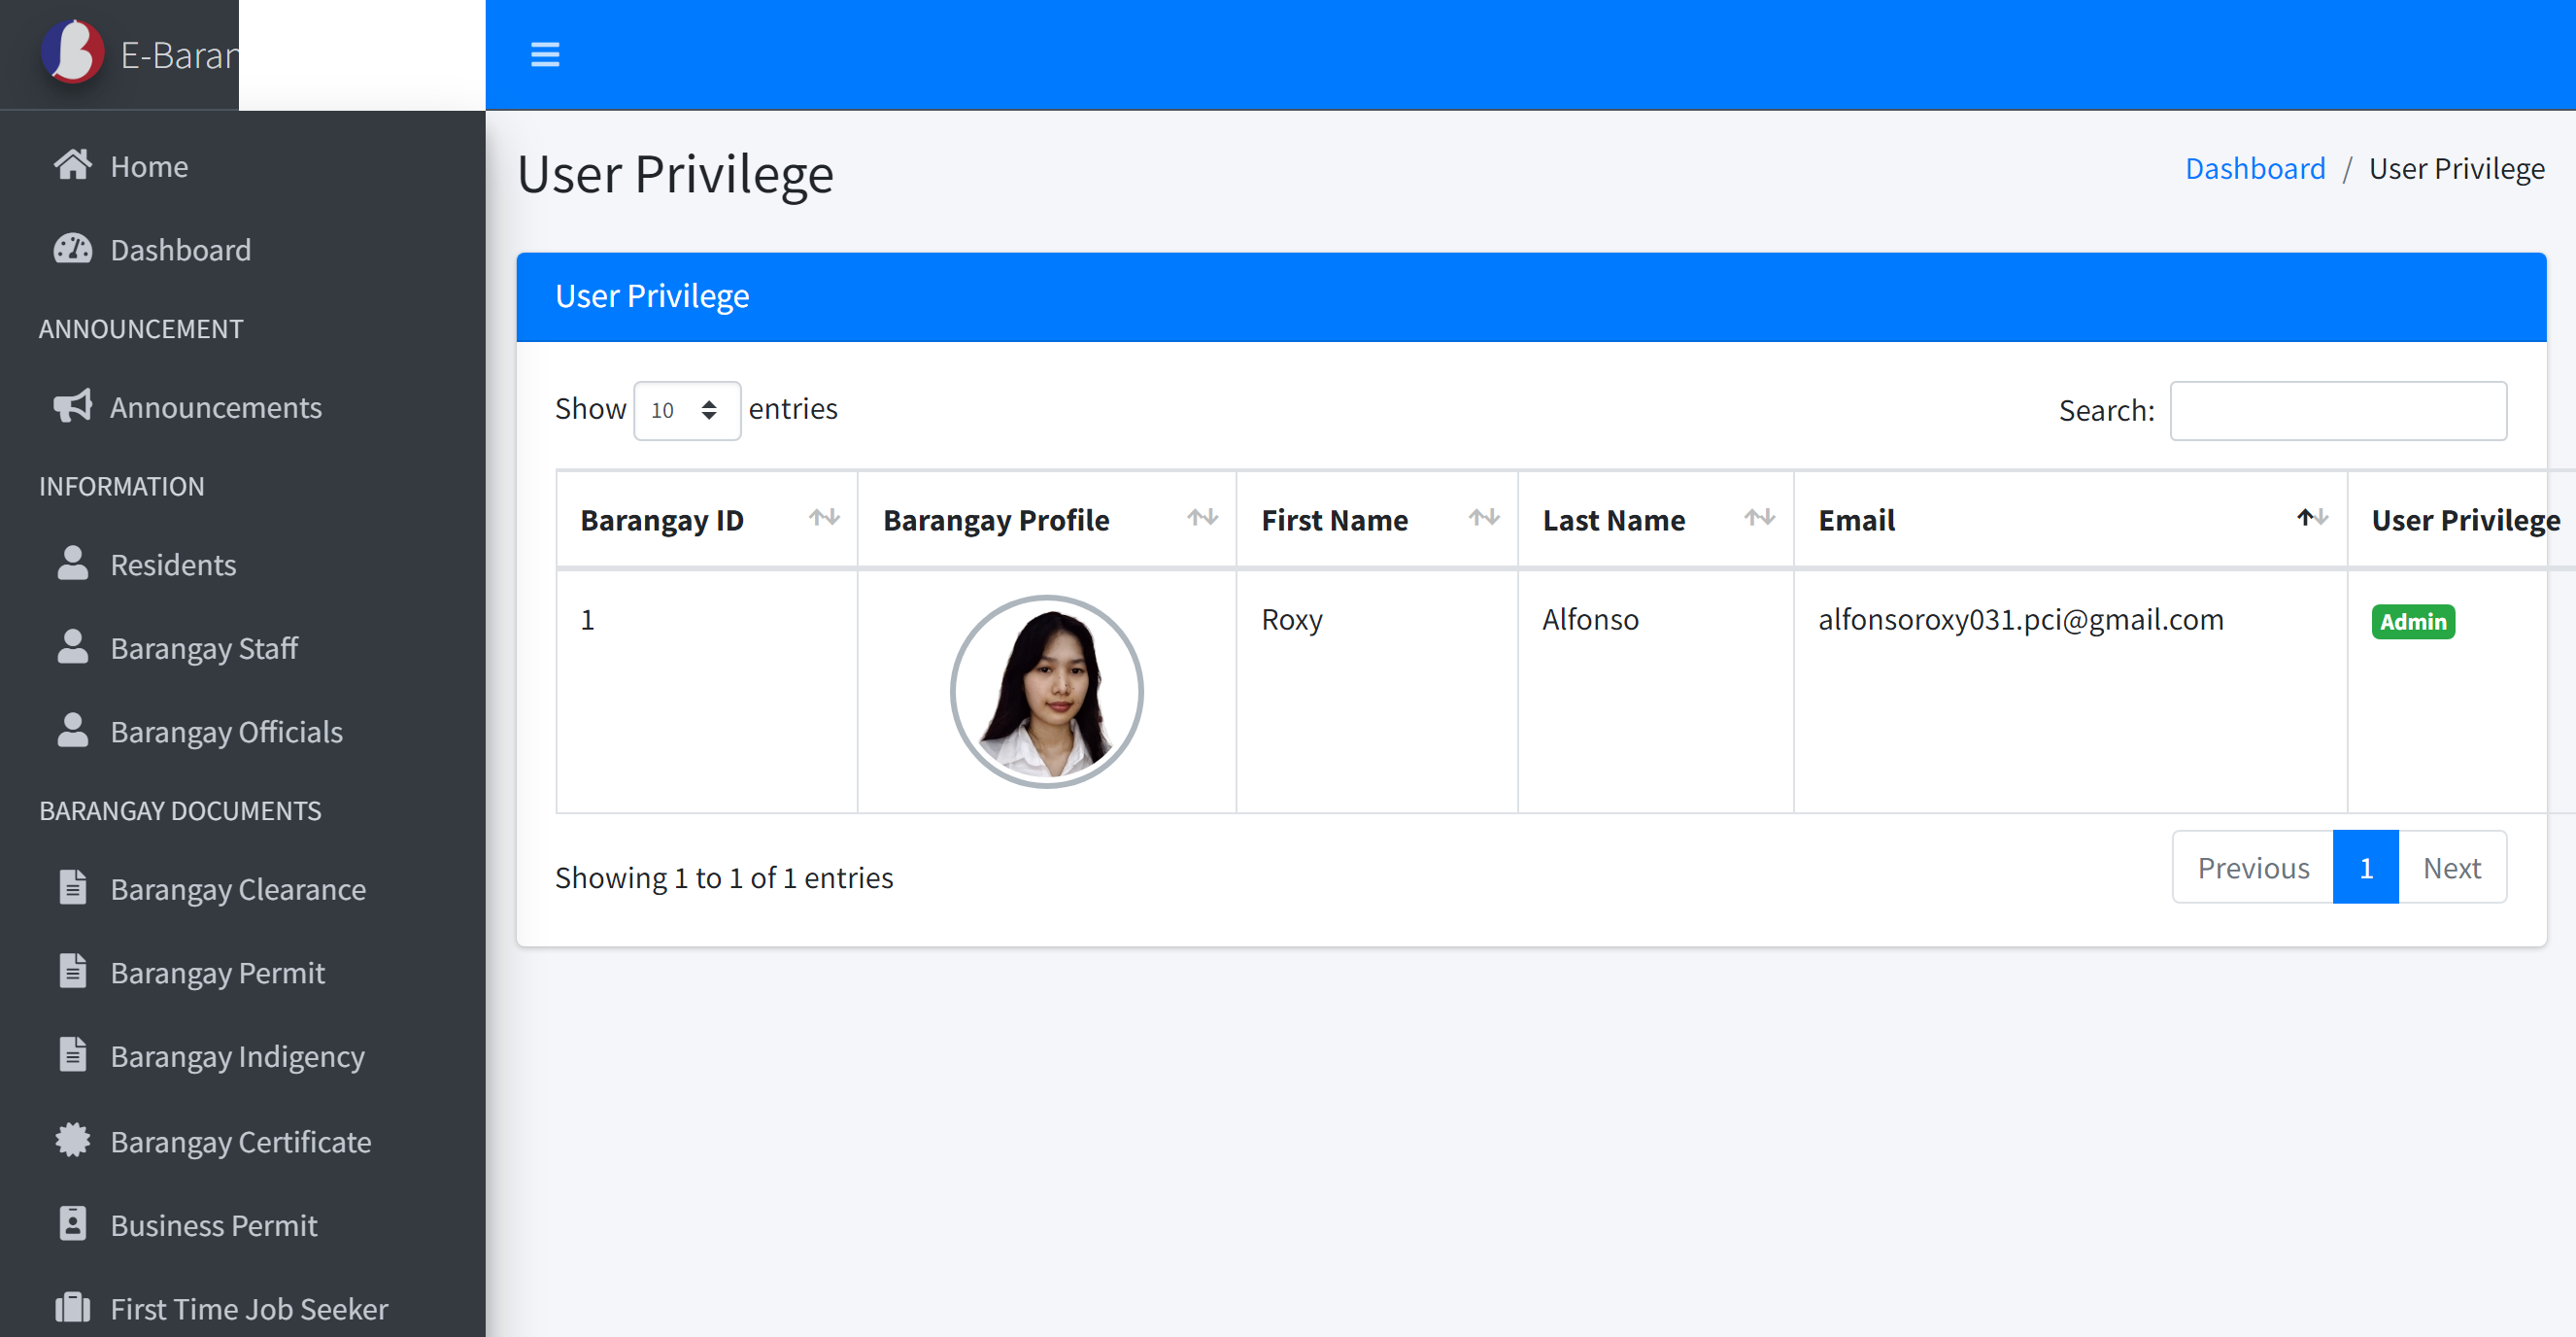 E-Baran
Home
Dashboard
ANNOUNCEMENT
Announcements
INFORMATION
Residents
Barangay Staff
Barangay Officials
BARANGAY DOCUMENTS
Barangay Clearance
Barangay Permit
Barangay Indigency
Barangay Certificate
Business Permit
First Time Job Seeker
User Privilege
Dashboard / User Privilege
User Privilege
Show 10 entries
Search:
Barangay ID Barangay Profile First Name Last Name Email User Privilege
1 Roxy Alfonso alfonsoroxy031.pci@gmail.com Admin
Showing 1 to 1 of 1 entries
Previous 1 Next